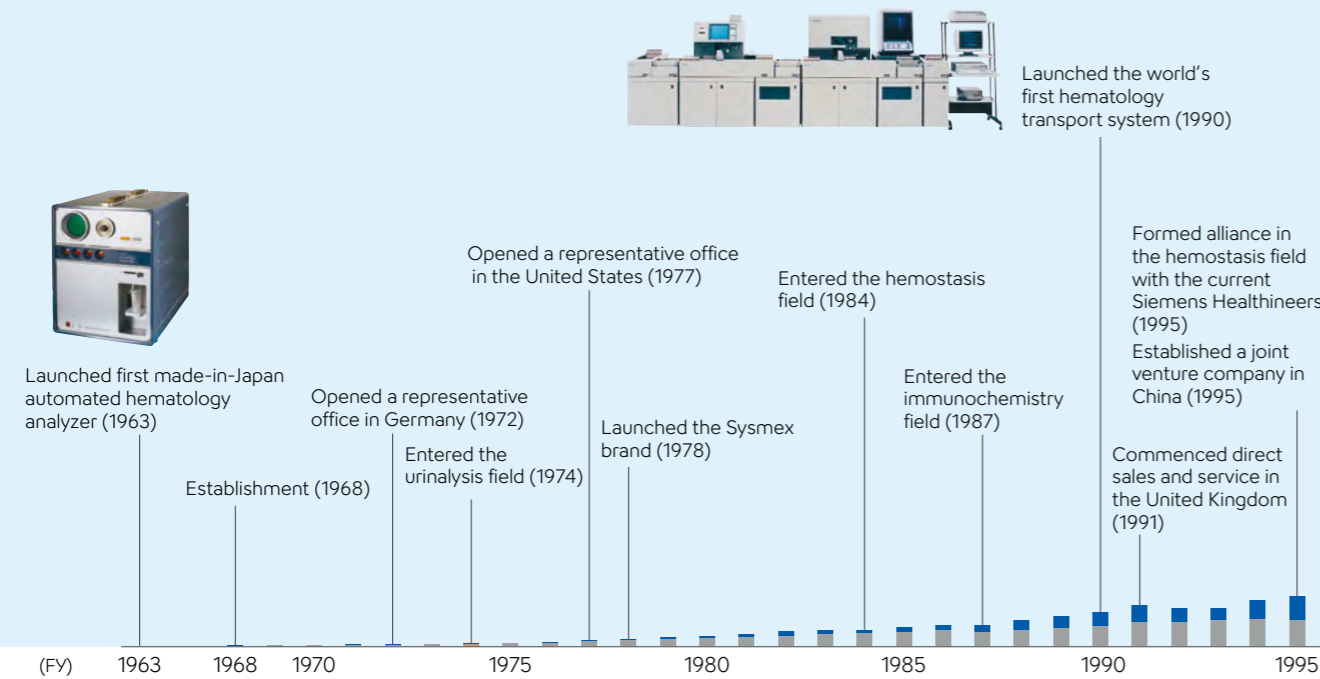 Launched the world's
first hematology
transport system (1990)
Formed alliance in
the hemostasis field
with the current
Siemens Healthineers
(1995)
Opened a representative office
in the United States (1977)
Entered the hemostasis
field (1984)
Established a joint
venture company in
China (1995)
Launched first made-in-Japan
automated hematology
analyzer (1963)
Opened a representative
office in Germany (1972)
Entered the
immunochemistry
field (1987)
Launched the Sysmex
brand (1978)
Entered the
urinalysis field (1974)
Commenced direct
sales and service in
the United Kingdom
(1991)
Establishment (1968)
(FY) 1963 1968 1970 1975 1980 1985 1990 1995